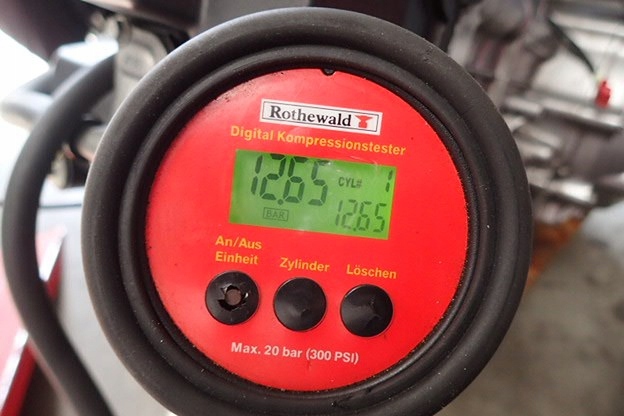 Rothewald
Digital Kompressionstester
12.65 CYL# 1
BAR 12.65
An/Aus
Einheit Zylinder Löschen
Max. 20 bar (300 PSI)